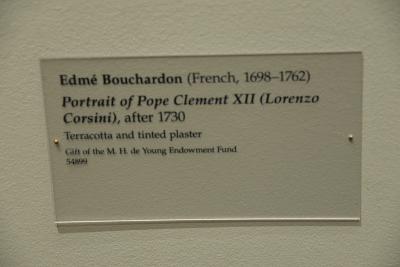 Edmé Bouchardon (French, 1698–1762)
Portrait of Pope Clement XII (Lorenzo
Corsini), after 1730
Terracotta and tinted plaster
Gift of the M. H. de Young Endowment Fund
54899